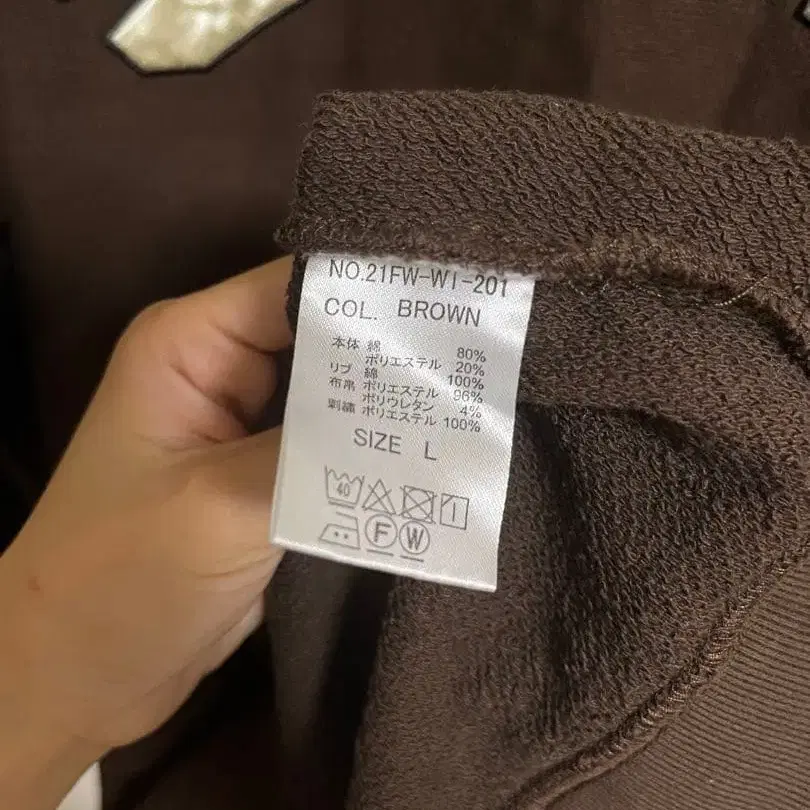 NO.21FW-WI-201
COL. BROWN
本体 綿 80%
ポリエステル 20%
リブ 綿 100%
布帛 ポリエステル 96%
ポリウレタン 4%
刺繍 ポリエステル 100%
SIZE L
40
F W